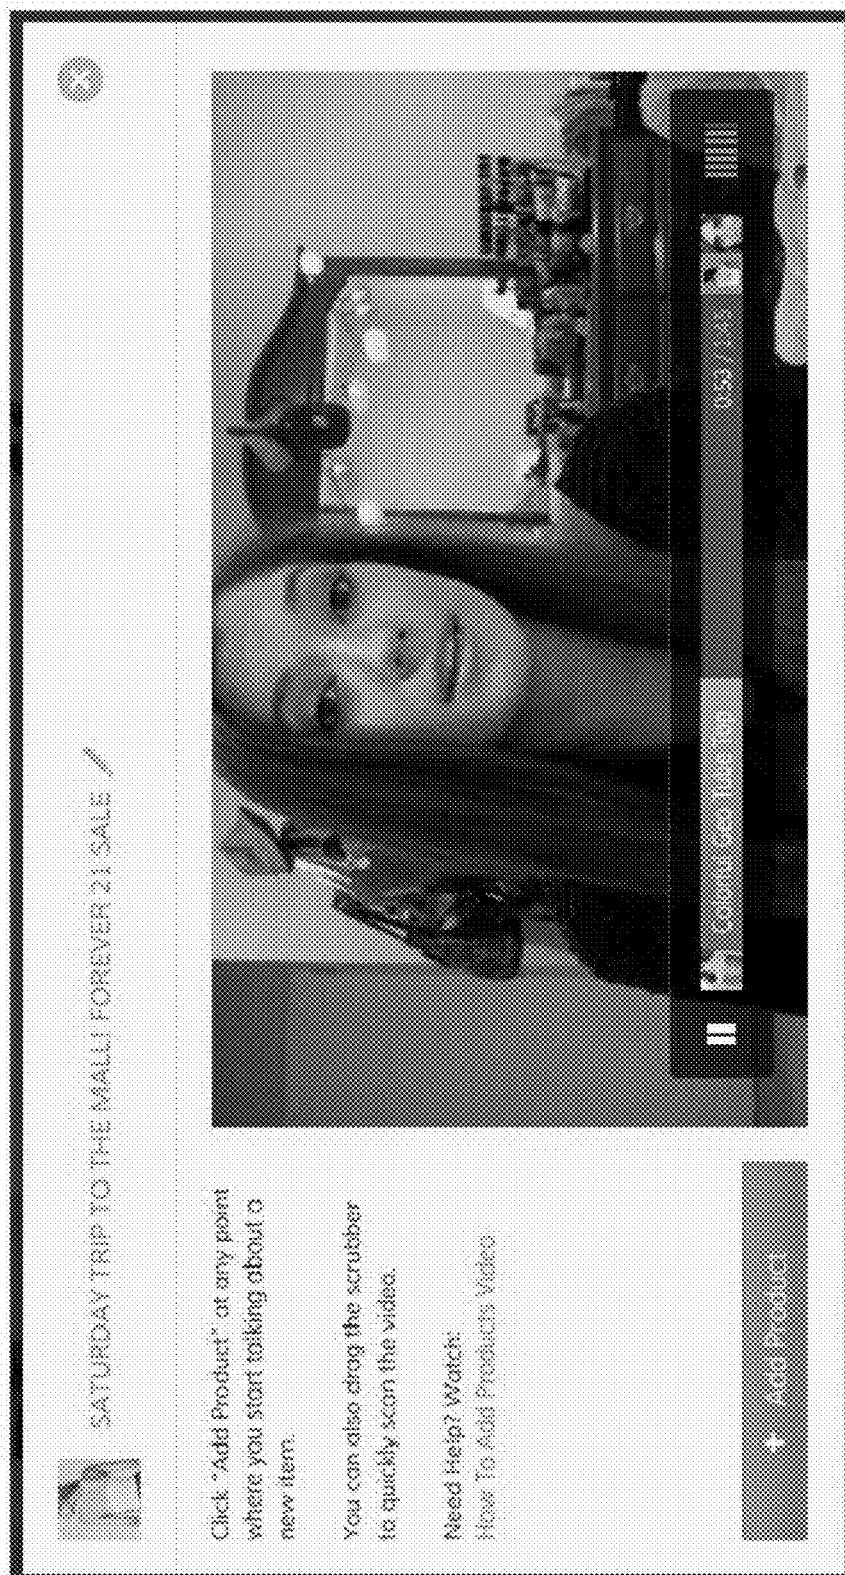 SATURDAY TRIP TO THE MALL! FOREVER 21 SALE
Click "Add Product" at any point
where you start talking about a
new item.
You can also drag the scrubber
to quickly scan the video.
Need Help? Watch:
How To Add Products Video
+ Add Product
0:53 /